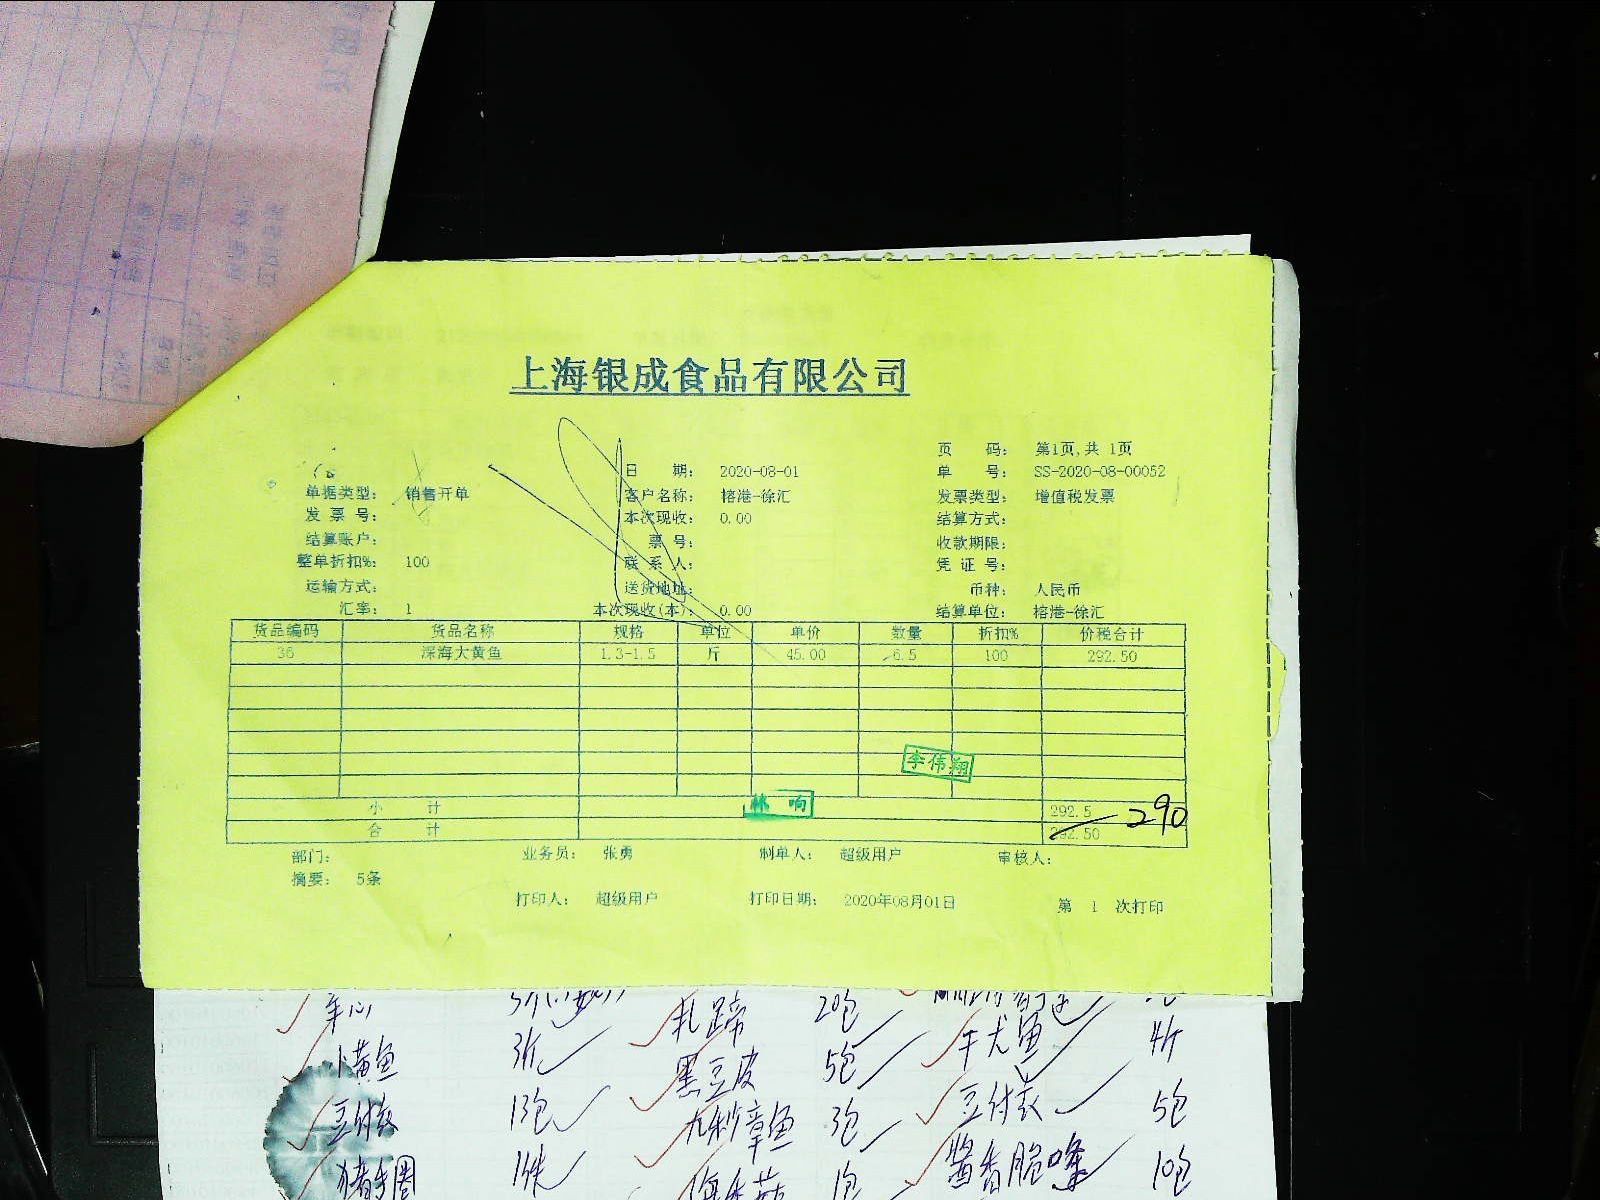 上海银成食品有限公司
页 码: 第1页,共 1页
日 期: 2020-08-01 单 号: SS-2020-08-00052
单据类型: 销售开单 客户名称: 榕港-徐汇 发票类型: 增值税发票
发 票 号: 本次现收: 0.00 结算方式:
结算账户: 票 号: 收款期限:
整单折扣%: 100 联 系 人: 凭 证 号:
运输方式: 送货地址: 币种: 人民币
汇率: 1 本次现收(本): 0.00 结算单位: 榕港-徐汇
货品编码 货品名称 规格 单位 单价 数量 折扣% 价税合计
36 深海大黄鱼 1.3-1.5 斤 45.00 6.5 100 292.50
李伟翔
小 计 292.5
林 响
290
合 计 292.50
部门: 业务员: 张勇 制单人: 超级用户 审核人:
摘要: 5条
打印人: 超级用户 打印日期: 2020年08月01日 第 1 次打印
扎蹄 20包
小黄鱼 3斤 黑豆皮 5包 4斤
豆付衣 13包 章鱼 3包 豆付衣 5包
1包 10包